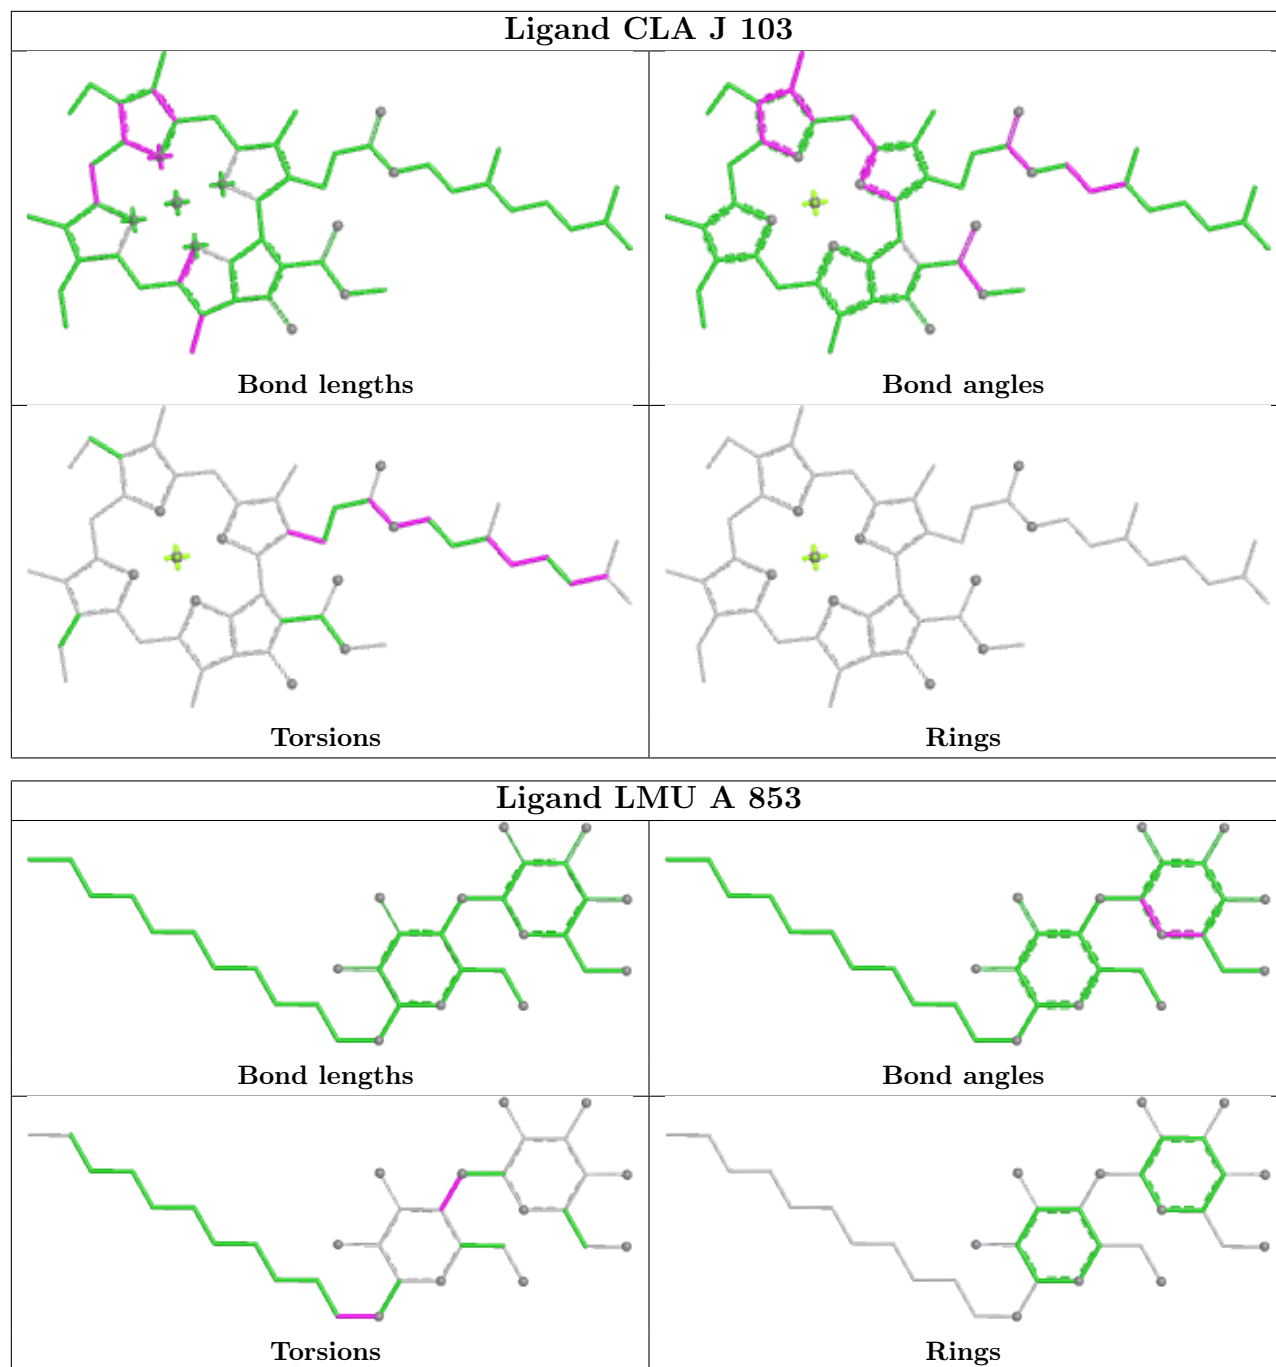 Ligand CLA J 103
Bond lengths
Bond angles
Torsions
Rings
Ligand LMU A 853
Bond lengths
Bond angles
Torsions
Rings